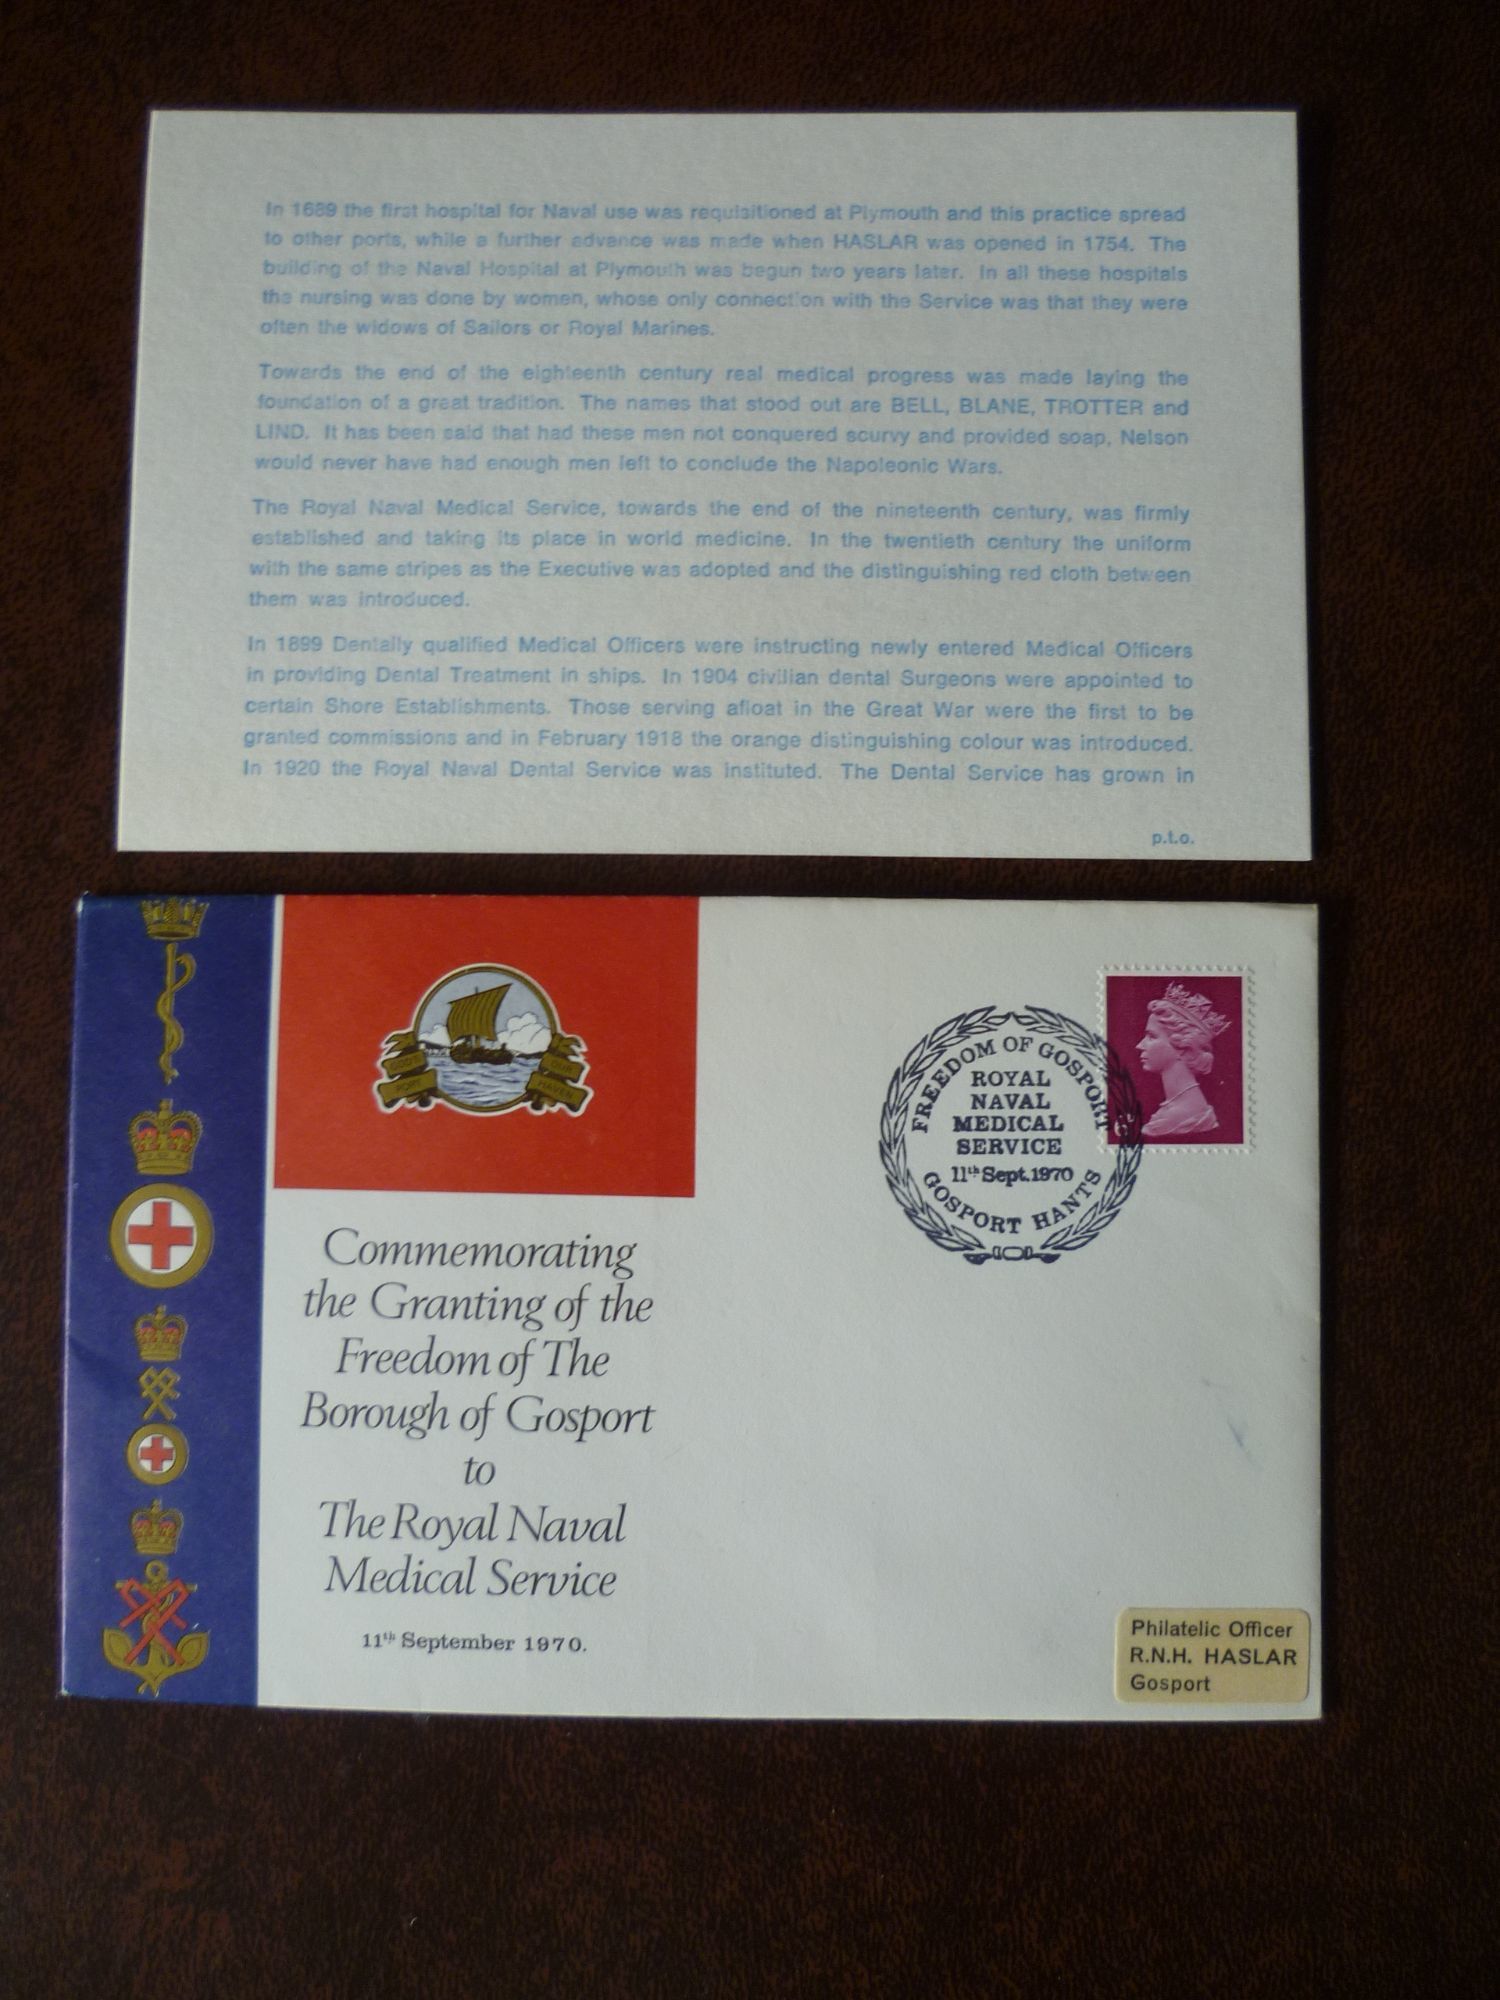 In 1689 the first hospital for Naval use was requisitioned at Plymouth and this practice spread
to other ports, while a further advance was made when HASLAR was opened in 1754. The
building of the Naval Hospital at Plymouth was begun two years later. In all these hospitals
the nursing was done by women, whose only connection with the Service was that they were
often the widows of Sailors or Royal Marines.
Towards the end of the eighteenth century real medical progress was made laying the
foundation of a great tradition. The names that stood out are BELL, BLANE, TROTTER and
LIND. It has been said that had these men not conquered scurvy and provided soap, Nelson
would never have had enough men left to conclude the Napoleonic Wars.
The Royal Naval Medical Service, towards the end of the nineteenth century, was firmly
established and taking its place in world medicine. In the twentieth century the uniform
with the same stripes as the Executive was adopted and the distinguishing red cloth between
them was introduced.
In 1899 Dentally qualified Medical Officers were instructing newly entered Medical Officers
in providing Dental Treatment in ships. In 1904 civilian dental Surgeons were appointed to
certain Shore Establishments. Those serving afloat in the Great War were the first to be
granted commissions and in February 1918 the orange distinguishing colour was introduced.
In 1920 the Royal Naval Dental Service was instituted. The Dental Service has grown in
p.t.o.
GOD'S
PORT
OUR
HAVEN
Commemorating
the Granting of the
Freedom of The
Borough of Gosport
to
The Royal Naval
Medical Service
11th September 1970.
FREEDOM OF GOSPORT
ROYAL
NAVAL
MEDICAL
SERVICE
11th Sept. 1970
GOSPORT HANTS
6P
Philatelic Officer
R.N.H. HASLAR
Gosport